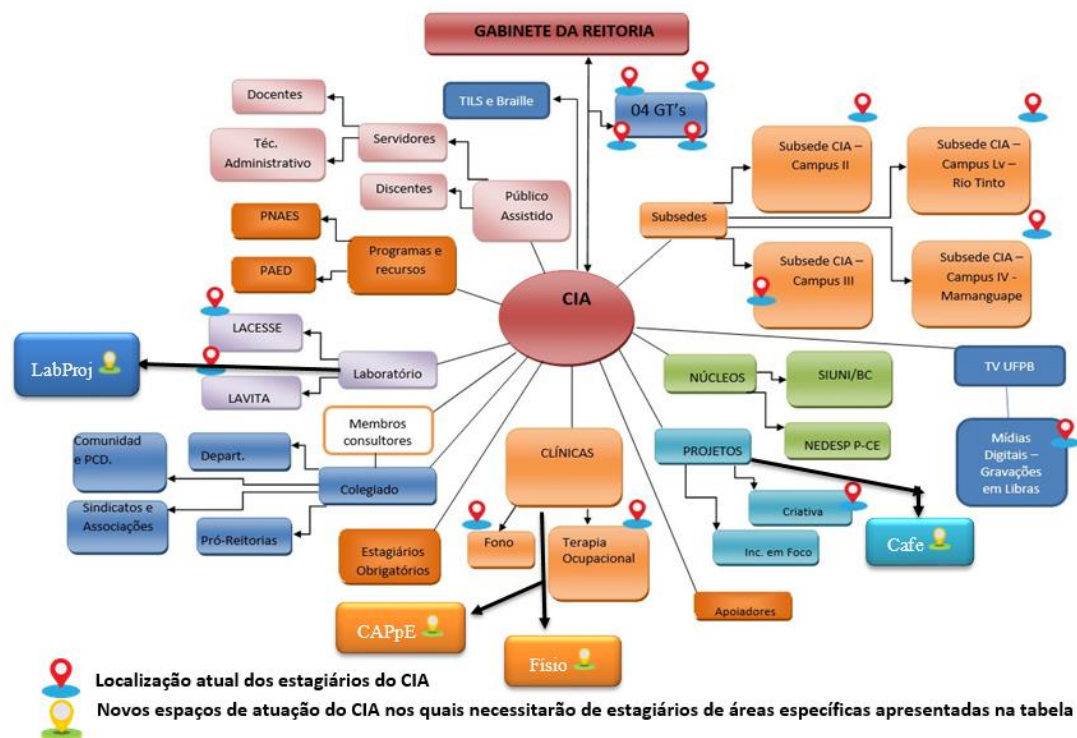 GABINETE DA REITORIA
Docentes
TILS e Braille
04 GT's
Servidores
Téc.
Administrativo
Discentes
Público
Assistido
PNAES
Programas e
recursos
PAED
Subsedes
Subsede CIA –
Campus II
Subsede CIA –
Campus Lv –
Rio Tinto
Subsede CIA –
Campus III
Subsede CIA –
Campus IV -
Mamanguape
CIA
LACESSE
LabProj
Laboratório
LAVITA
NÚCLEOS
SIUNI/BC
NEDESP P-CE
TV UFPB
Mídias
Digitais –
Gravações
em Libras
Membros
consultores
Comunidad
e PCD.
Depart.
Colegiado
Sindicatos e
Associações
Pró-Reitorias
Estagiários
Obrigatórios
CLÍNICAS
Fono
Terapia
Ocupacional
PROJETOS
Criativa
Inc. em Foco
Cafe
Apoiadores
CAPpE
Físio
Localização atual dos estagiários do CIA
Novos espaços de atuação do CIA nos quais necessitarão de estagiários de áreas específicas apresentadas na tabela